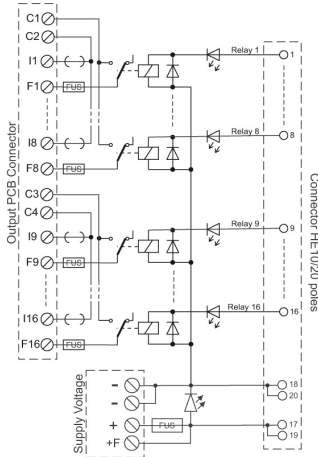 C1
C2
I1
FUS
F1
Relay 1
1
I8
FUS
F8
Relay 8
8
C3
C4
I9
FUS
F9
Relay 9
9
I16
FUS
F16
Relay 16
16
Output PCB Connector
Connector HE10/20 poles
Supply Voltage
-
-
+
FUS
+F
18
20
17
19